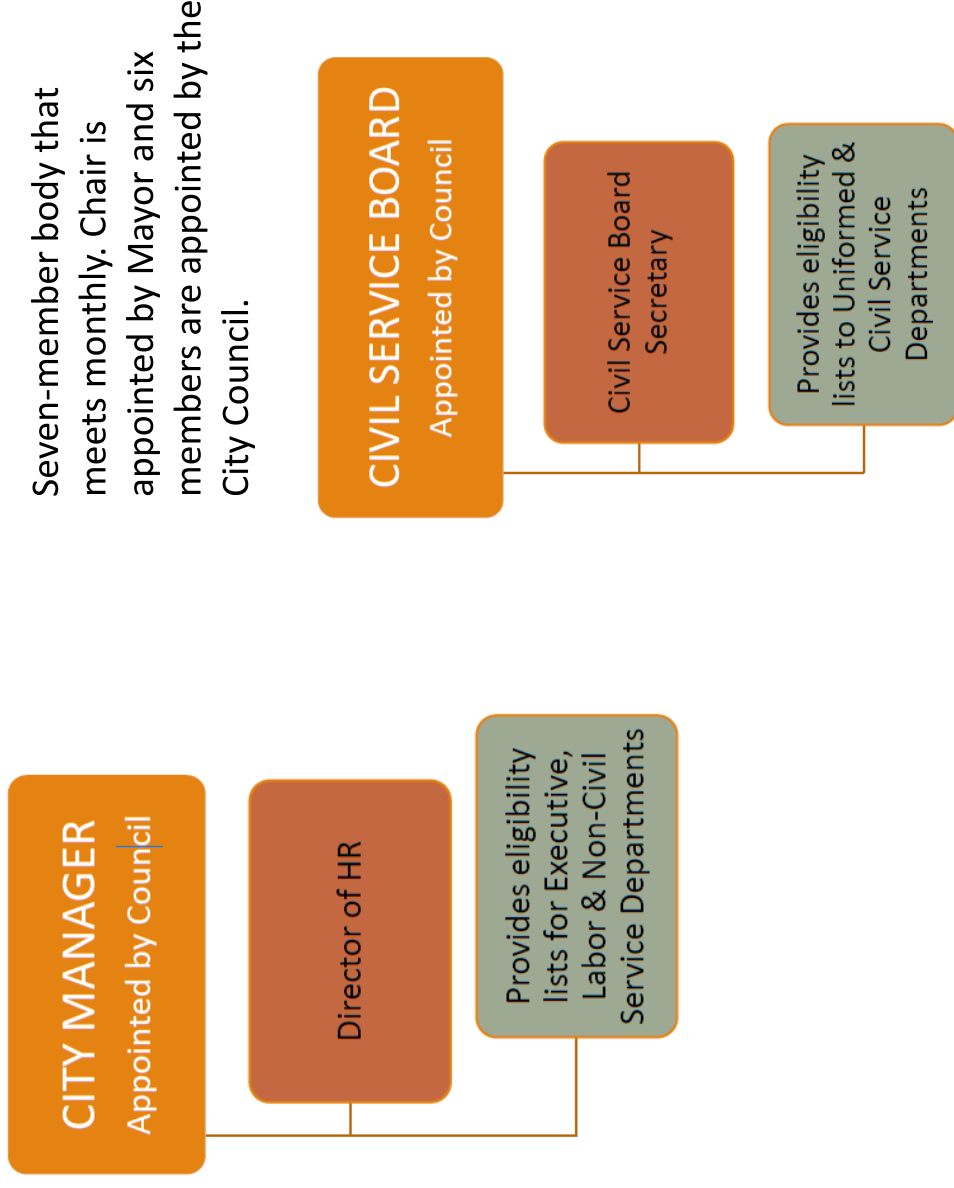 CITY MANAGER
Appointed by Council
Director of HR
Provides eligibility
lists for Executive,
Labor & Non-Civil
Service Departments
Seven-member body that
meets monthly. Chair is
appointed by Mayor and six
members are appointed by the
City Council.
CIVIL SERVICE BOARD
Appointed by Council
Civil Service Board
Secretary
Provides eligibility
lists to Uniformed &
Civil Service
Departments